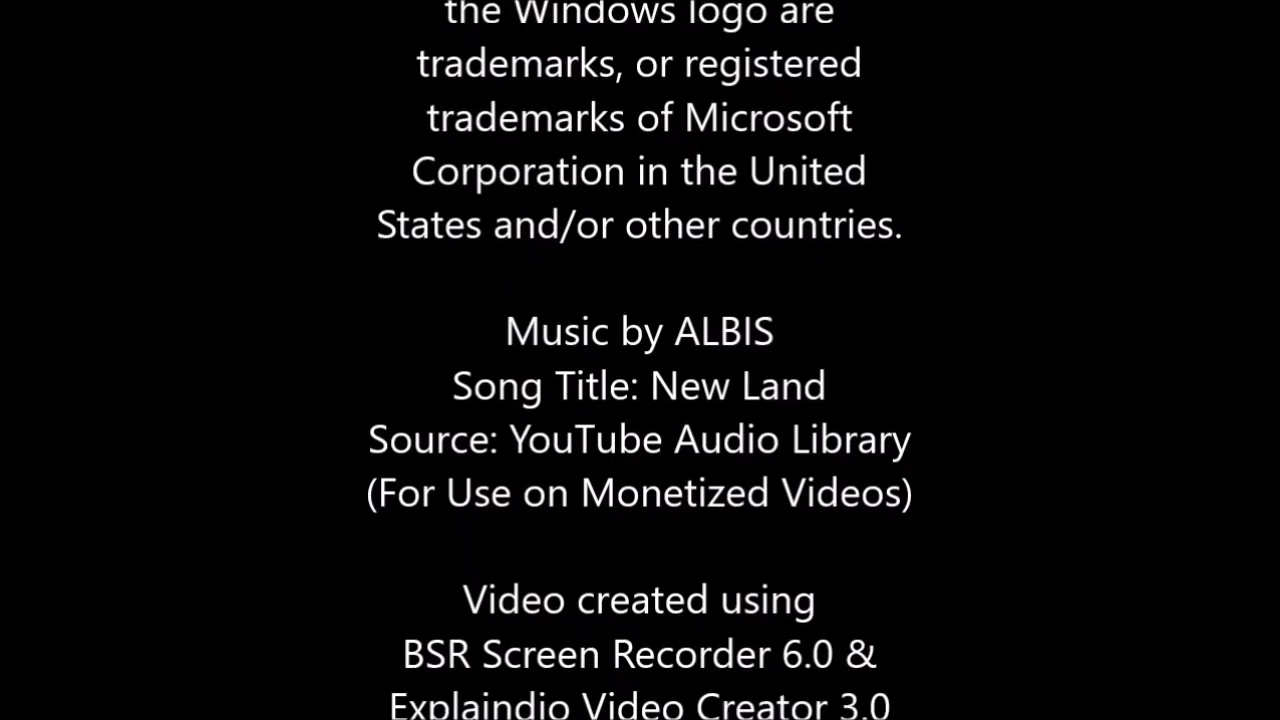 the Windows logo are
trademarks, or registered
trademarks of Microsoft
Corporation in the United
States and/or other countries.
Music by ALBIS
Song Title: New Land
Source: YouTube Audio Library
(For Use on Monetized Videos)
Video created using
BSR Screen Recorder 6.0 &
Explaindio Video Creator 3.0